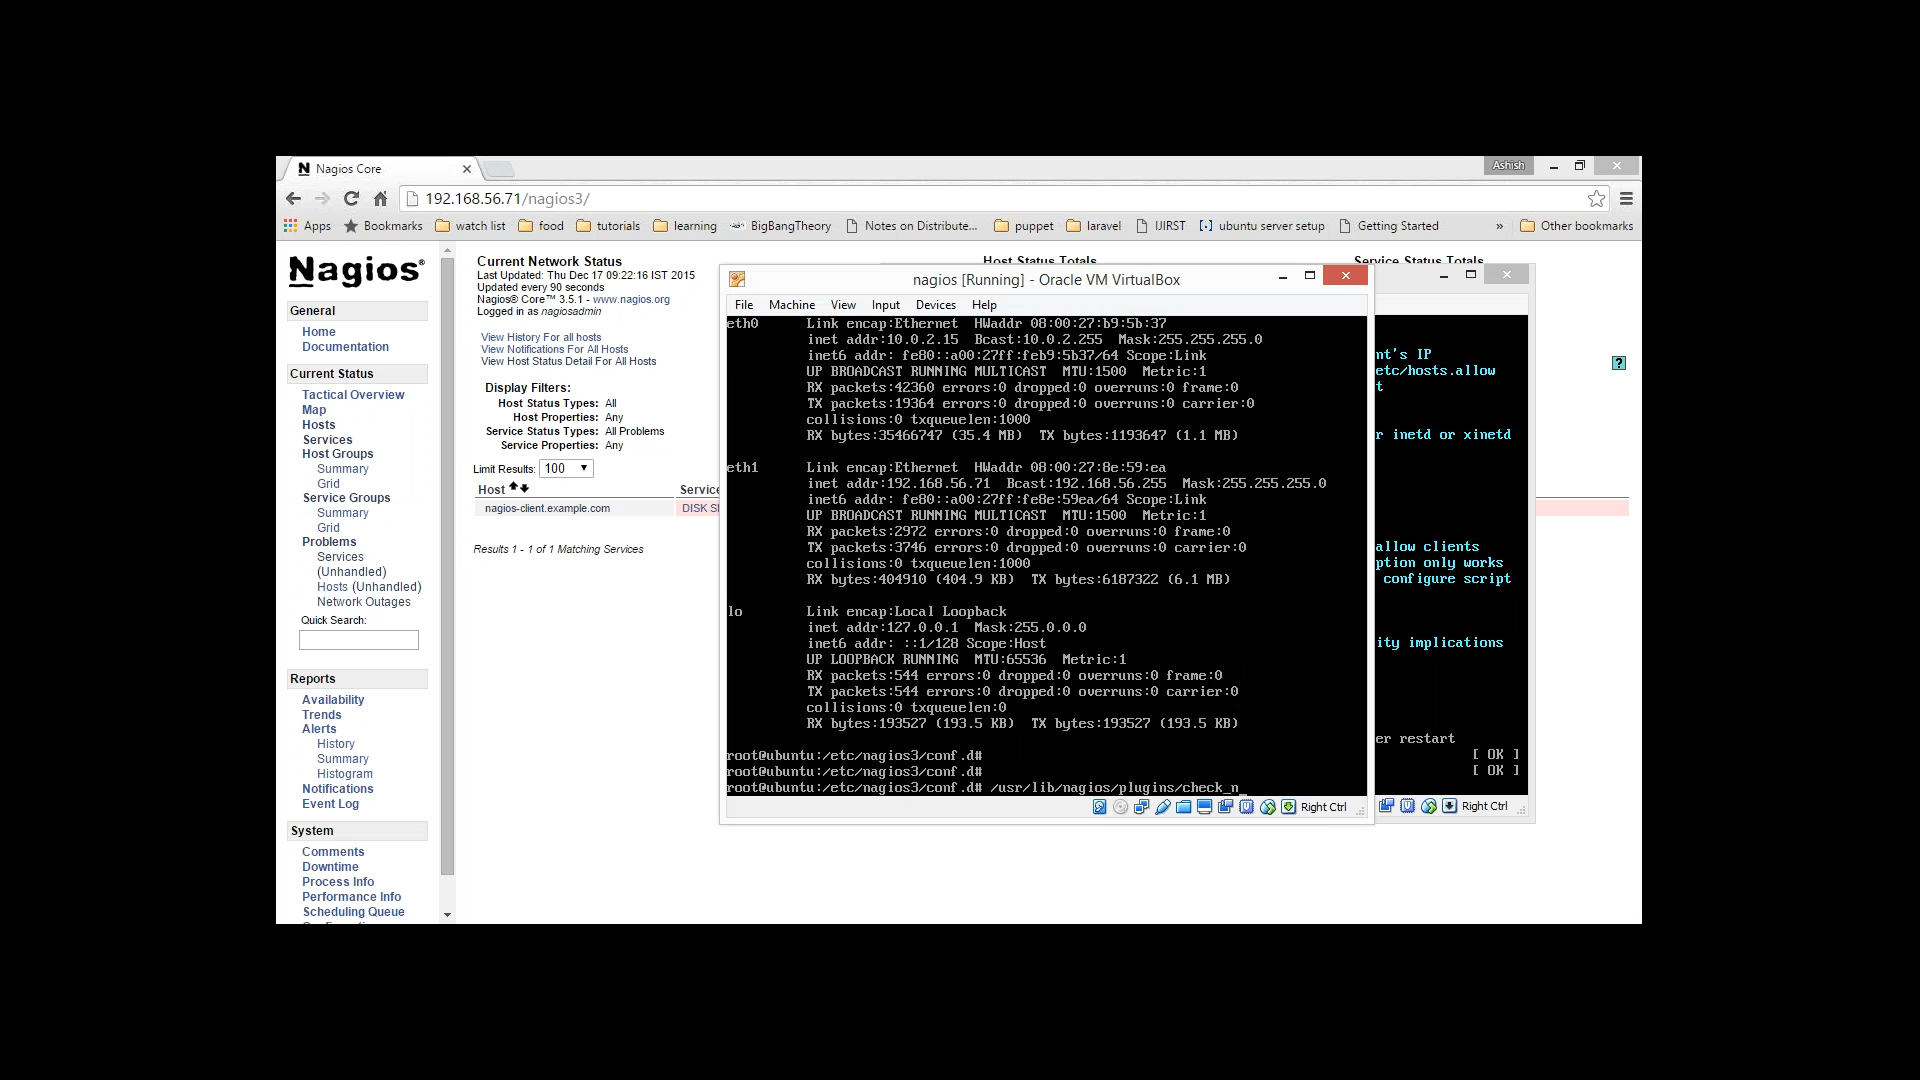 Nagios Core
Ashish
192.168.56.71/nagios3/
Apps
Bookmarks
watch list
food
tutorials
learning
BigBangTheory
Notes on Distribute...
puppet
laravel
IJIRST
ubuntu server setup
Getting Started
»
Other bookmarks
Nagios®
General
Home
Documentation
Current Status
Tactical Overview
Map
Hosts
Services
Host Groups
Summary
Grid
Service Groups
Summary
Grid
Problems
Services
(Unhandled)
Hosts (Unhandled)
Network Outages
Quick Search:
Reports
Availability
Trends
Alerts
History
Summary
Histogram
Notifications
Event Log
System
Comments
Downtime
Process Info
Performance Info
Scheduling Queue
Current Network Status
Last Updated: Thu Dec 17 09:22:16 IST 2015
Updated every 90 seconds
Nagios® Core™ 3.5.1 - www.nagios.org
Logged in as nagiosadmin
View History For all hosts
View Notifications For All Hosts
View Host Status Detail For All Hosts
Display Filters:
Host Status Types: All
Host Properties: Any
Service Status Types: All Problems
Service Properties: Any
Limit Results: 100
Host
Service
nagios-client.example.com
DISK S
Results 1 - 1 of 1 Matching Services
Host Status Totals
Service Status Totals
nagios [Running] - Oracle VM VirtualBox
File Machine View Input Devices Help
eth0 Link encap:Ethernet HWaddr 08:00:27:b9:5b:37
inet addr:10.0.2.15 Bcast:10.0.2.255 Mask:255.255.255.0
inet6 addr: fe80::a00:27ff:feb9:5b37/64 Scope:Link
UP BROADCAST RUNNING MULTICAST MTU:1500 Metric:1
RX packets:42360 errors:0 dropped:0 overruns:0 frame:0
TX packets:19364 errors:0 dropped:0 overruns:0 carrier:0
collisions:0 txqueuelen:1000
RX bytes:35466747 (35.4 MB) TX bytes:1193647 (1.1 MB)
eth1 Link encap:Ethernet HWaddr 08:00:27:8e:59:ea
inet addr:192.168.56.71 Bcast:192.168.56.255 Mask:255.255.255.0
inet6 addr: fe80::a00:27ff:fe8e:59ea/64 Scope:Link
UP BROADCAST RUNNING MULTICAST MTU:1500 Metric:1
RX packets:2972 errors:0 dropped:0 overruns:0 frame:0
TX packets:3746 errors:0 dropped:0 overruns:0 carrier:0
collisions:0 txqueuelen:1000
RX bytes:404910 (404.9 KB) TX bytes:6187322 (6.1 MB)
lo Link encap:Local Loopback
inet addr:127.0.0.1 Mask:255.0.0.0
inet6 addr: ::1/128 Scope:Host
UP LOOPBACK RUNNING MTU:65536 Metric:1
RX packets:544 errors:0 dropped:0 overruns:0 frame:0
TX packets:544 errors:0 dropped:0 overruns:0 carrier:0
collisions:0 txqueuelen:0
RX bytes:193527 (193.5 KB) TX bytes:193527 (193.5 KB)
root@ubuntu:/etc/nagios3/conf.d#
root@ubuntu:/etc/nagios3/conf.d#
root@ubuntu:/etc/nagios3/conf.d# /usr/lib/nagios/plugins/check_n_
Right Ctrl
nt's IP
etc/hosts.allow
t
r inetd or xinetd
allow clients
ption only works
configure script
ity implications
er restart
[ OK ]
[ OK ]
Right Ctrl
?